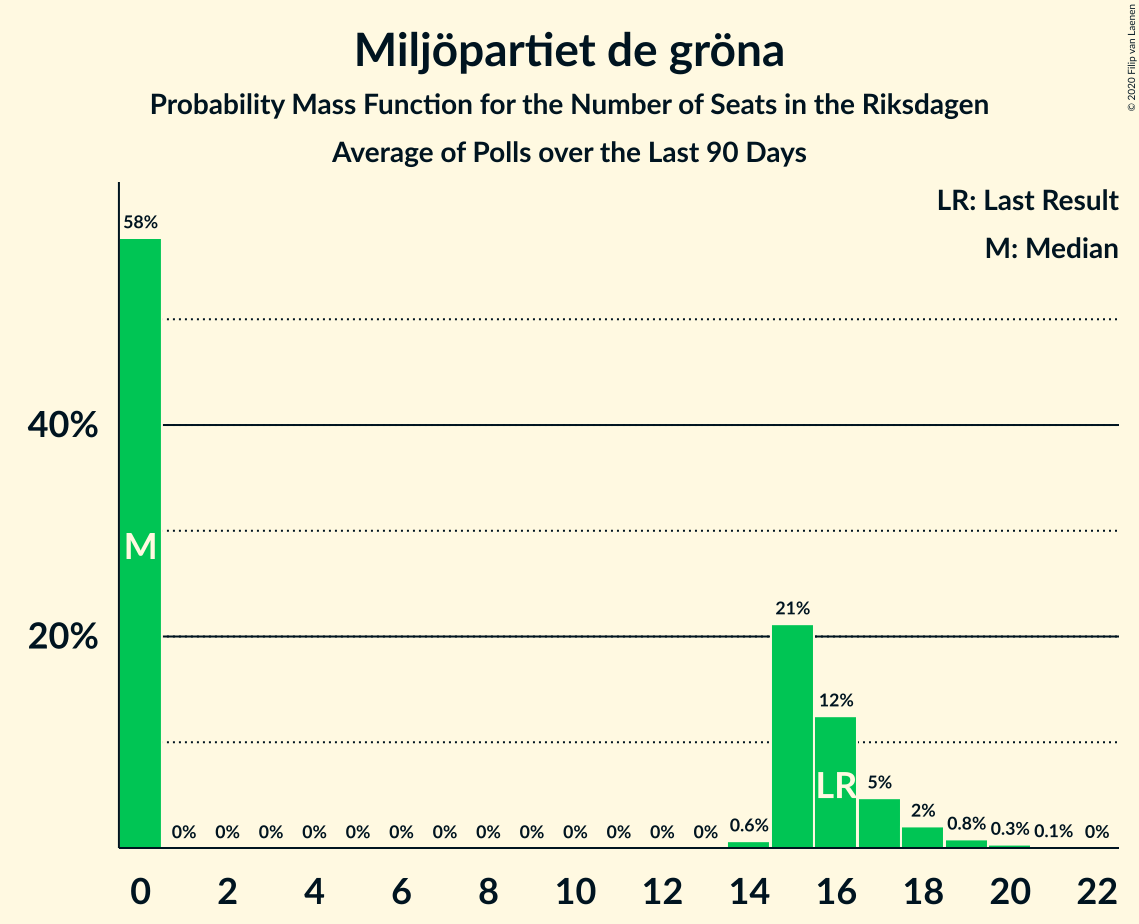 © 2020 Filip van Laenen
Miljöpartiet de gröna
Probability Mass Function for the Number of Seats in the Riksdagen
Average of Polls over the Last 90 Days
LR: Last Result
M: Median
58%
40%
M
21%
20%
12%
LR
5%
2%
0% 0% 0% 0% 0% 0% 0% 0% 0% 0% 0% 0% 0% 0.6% 0.8% 0.3% 0.1% 0%
0 2 4 6 8 10 12 14 16 18 20 22